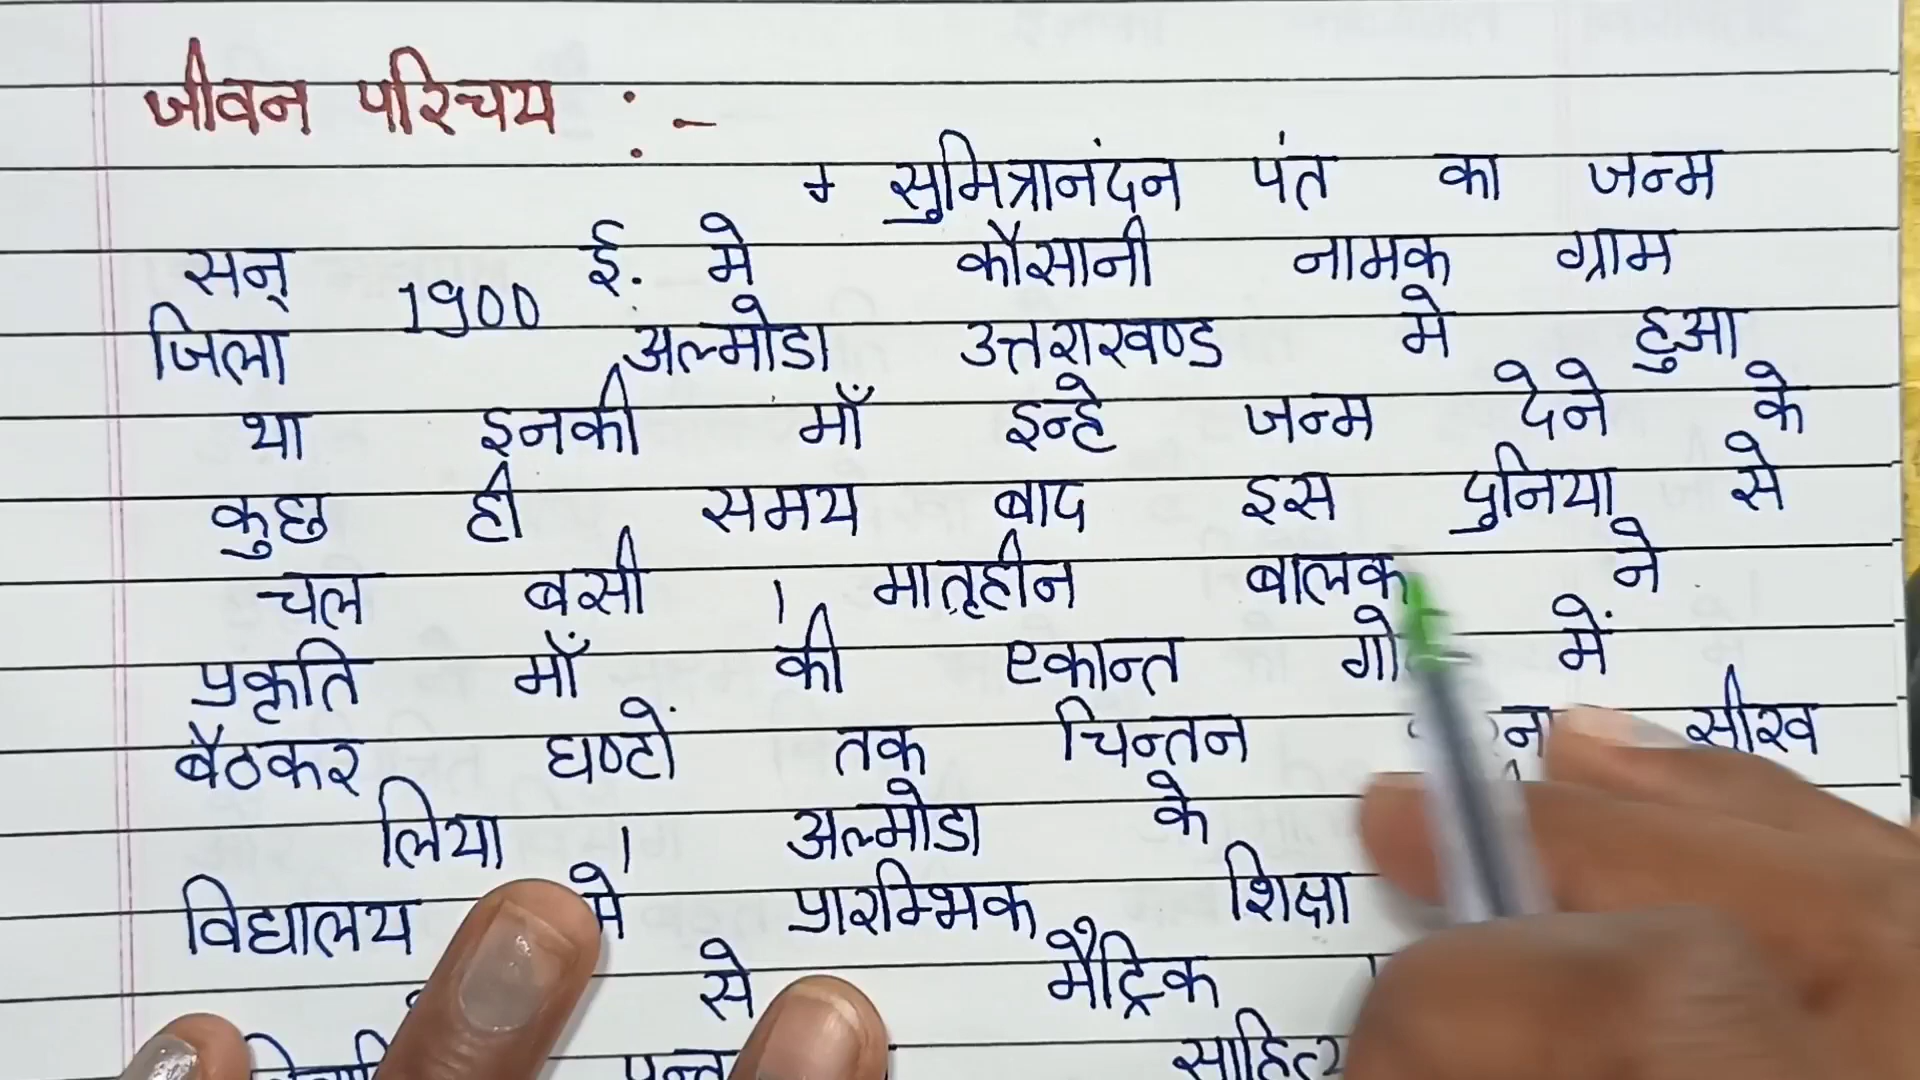 जीवन परिचय :-
सुमित्रानंदन पंत का जन्म
सन् 1900 ई. मे कौसानी नामक ग्राम
जिला अल्मोडा उत्तराखण्ड मे हुआ
था इनकी माँ इन्हे जन्म देने के
कुछ ही समय बाद इस दुनिया से
चल बसी । मातृहीन बालक ने
प्रकृति माँ की एकान्त में
बैठकर घण्टों तक चिन्तन सीख
लिया । अल्मोडा के
विद्यालय मे प्रारम्भिक शिक्षा
से मैट्रिक